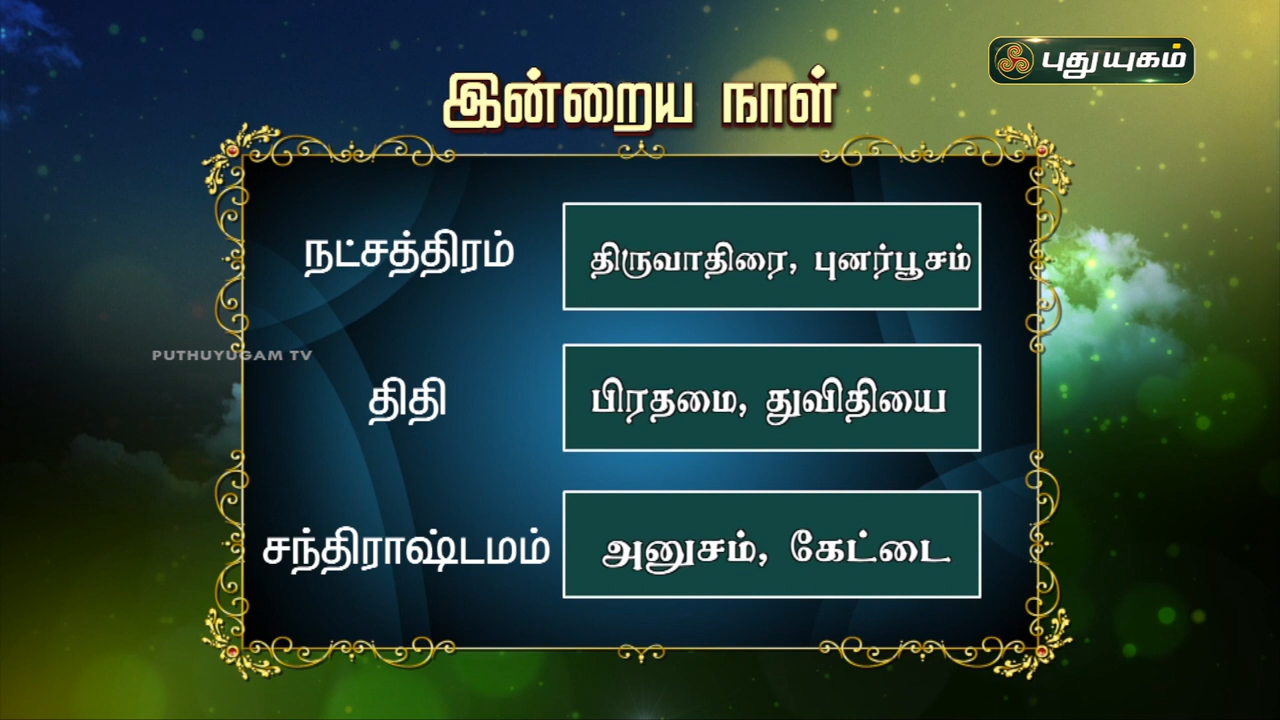 புதுயுகம்
இன்றைய நாள்
நட்சத்திரம் திருவாதிரை, புனர்பூசம்
PUTHUYUGAM TV
திதி பிரதமை, துவிதியை
சந்திராஷ்டமம் அனுசம், கேட்டை